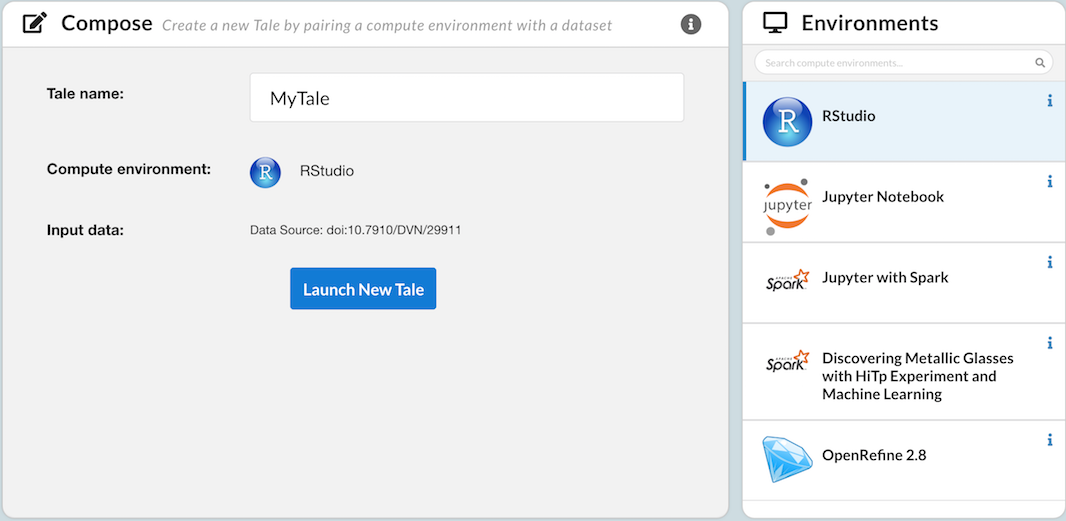 Compose Create a new Tale by pairing a compute environment with a dataset
Tale name:
MyTale
Compute environment:
R
RStudio
Input data:
Data Source: doi:10.7910/DVN/29911
Launch New Tale
Environments
Search compute environments...
R
RStudio
jupyter
Jupyter Notebook
APACHE
Spark
Jupyter with Spark
APACHE
Spark
Discovering Metallic Glasses
with HiTp Experiment and
Machine Learning
OpenRefine 2.8